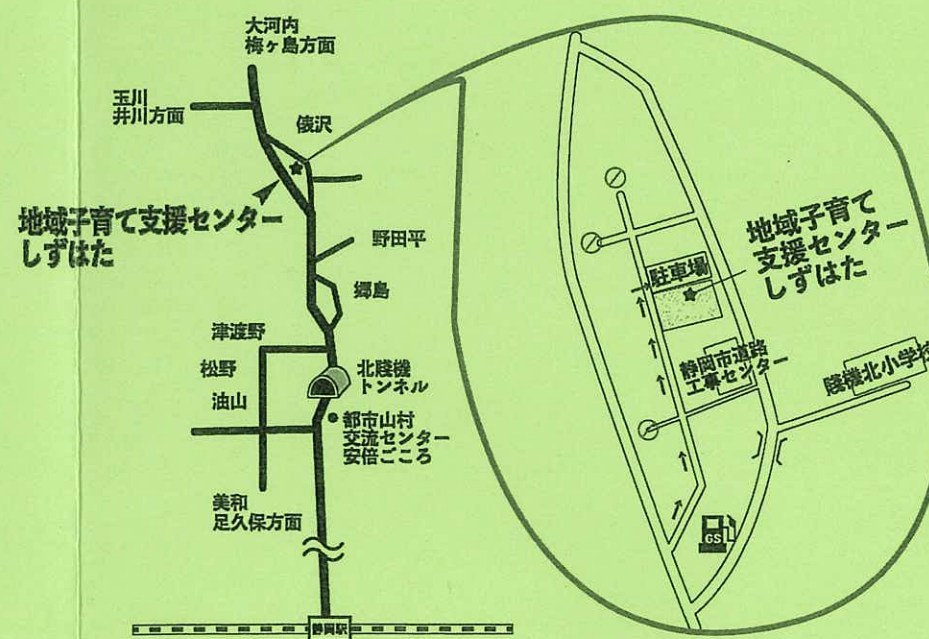 大河内
梅ヶ島方面
玉川
井川方面
俵沢
地域子育て支援センター
しずはた
野田平
郷島
津渡野
松野
油山
北賤機
トンネル
都市山村
交流センター
安倍ごころ
美和
足久保方面
静岡駅
地域子育て
支援センター
しずはた
駐車場
静岡市道路
工事センター
賤機北小学校
GS